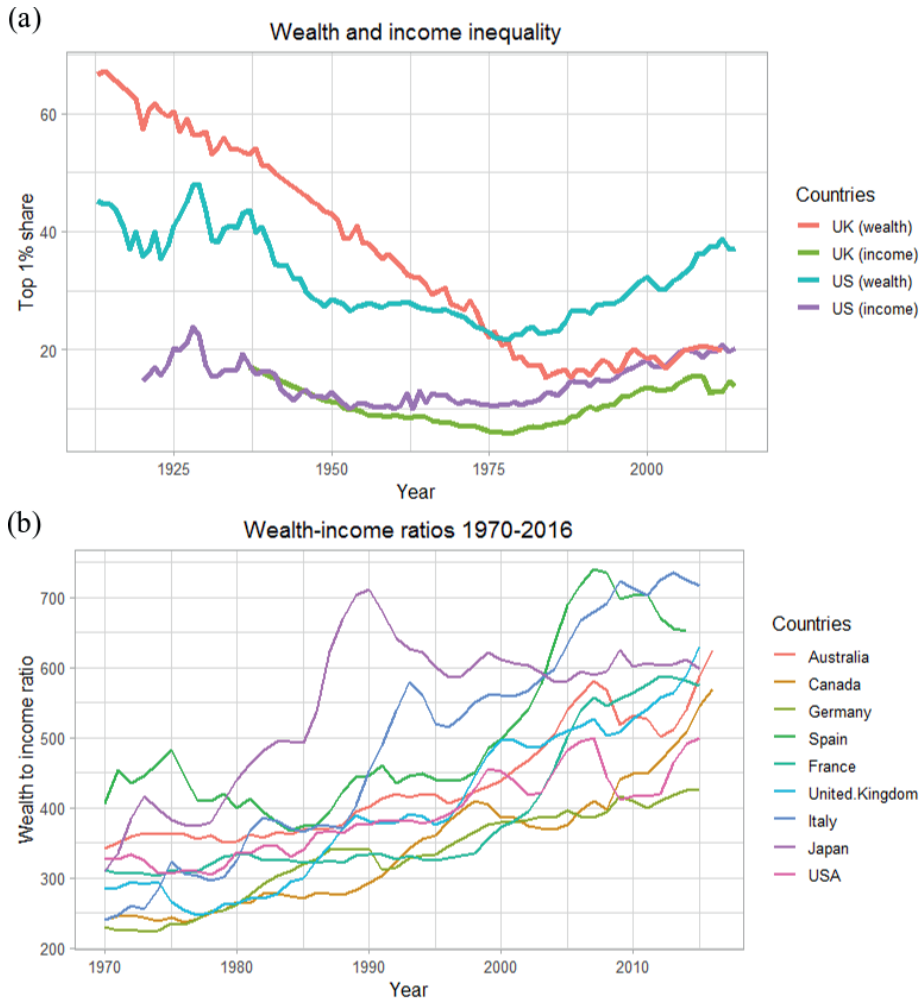 (a)
Wealth and income inequality
60
40
20
Top 1% share
1925
1950
1975
2000
Year
Countries
UK (wealth)
UK (income)
US (wealth)
US (income)
(b)
Wealth-income ratios 1970-2016
700
600
500
400
300
200
Wealth to income ratio
1970
1980
1990
2000
2010
Year
Countries
Australia
Canada
Germany
Spain
France
United.Kingdom
Italy
Japan
USA